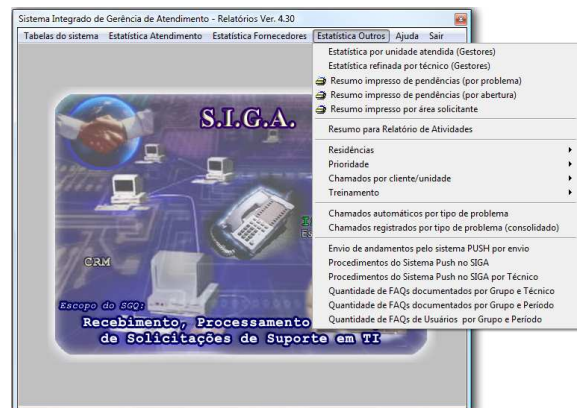 Sistema Integrado de Gerência de Atendimento - Relatórios Ver. 4.30
Tabelas do sistema Estatística Atendimento Estatística Fornecedores Estatística Outros Ajuda Sair
Estatística por unidade atendida (Gestores)
Estatística refinada por técnico (Gestores)
Resumo impresso de pendências (por problema)
Resumo impresso de pendências (por abertura)
Resumo impresso por área solicitante
Resumo para Relatório de Atividades
Residências
Prioridade
Chamados por cliente/unidade
Treinamento
Chamados automáticos por tipo de problema
Chamados registrados por tipo de problema (consolidado)
Envio de andamentos pelo sistema PUSH por envio
Procedimentos do Sistema Push no SIGA
Procedimentos do Sistema Push no SIGA por Técnico
Quantidade de FAQs documentados por Grupo e Técnico
Quantidade de FAQs documentados por Grupo e Período
Quantidade de FAQs de Usuários por Grupo e Período
S.I.G.A.
CRM
Escopo do SGQ:
Recebimento, Processamento
de Solicitações de Suporte em TI